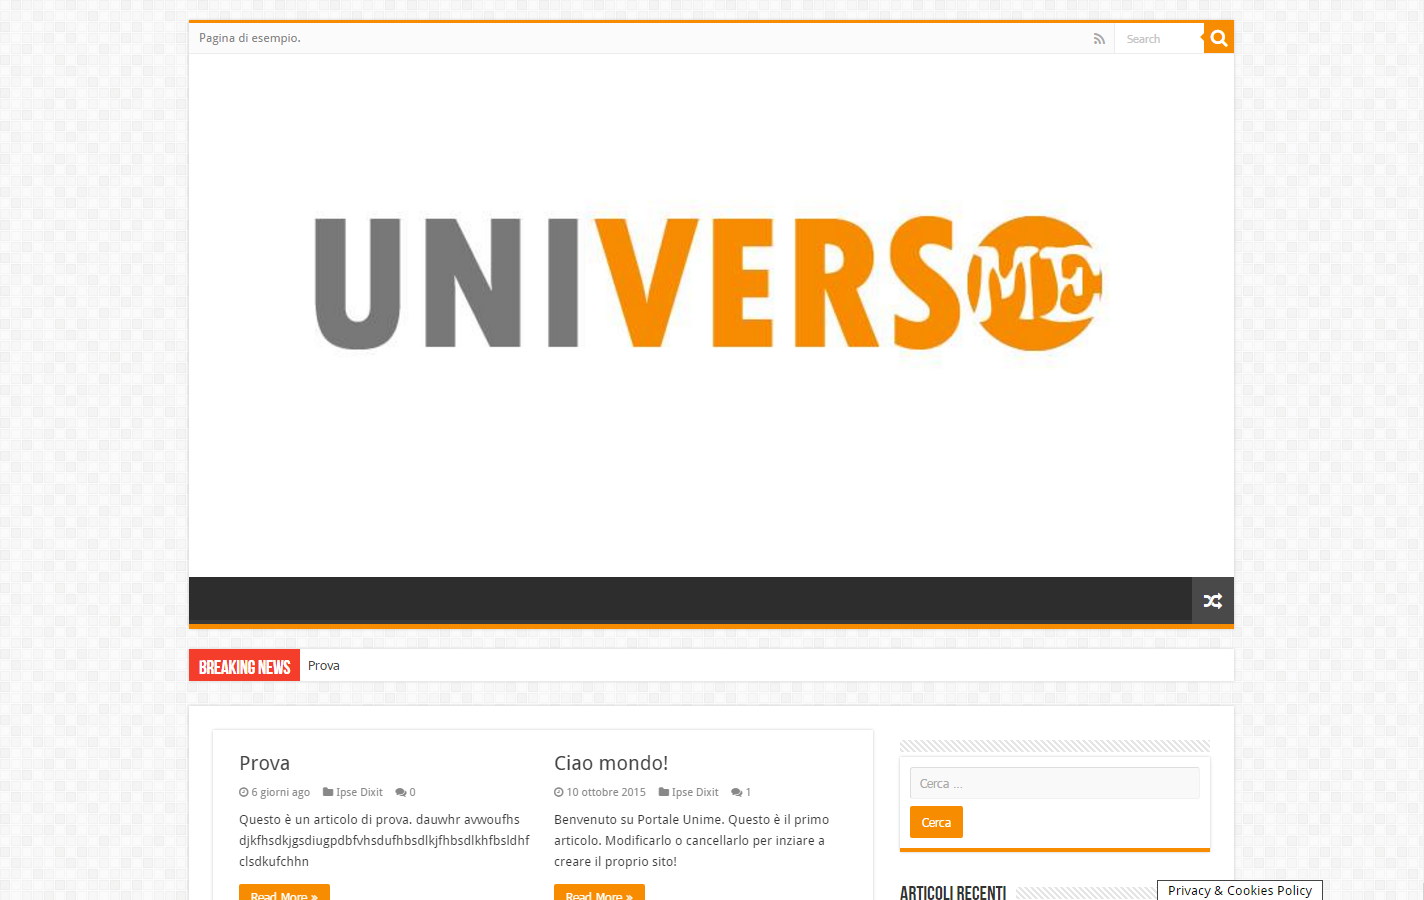 Pagina di esempio.
Search
UNIVERSME
BREAKING NEWS
Prova
Prova
6 giorni ago Ipse Dixit 0
Questo è un articolo di prova. dauwhr avwoufhs
djkfhsdkjgsdiugpdbfvhsdufhbsdlkjfhbsdlkhfbsldhf
clsdkufchhn
Read More »
Ciao mondo!
10 ottobre 2015 Ipse Dixit 1
Benvenuto su Portale Unime. Questo è il primo
articolo. Modificarlo o cancellarlo per inziare a
creare il proprio sito!
Read More »
Cerca ...
Cerca
ARTICOLI RECENTI
Privacy & Cookies Policy